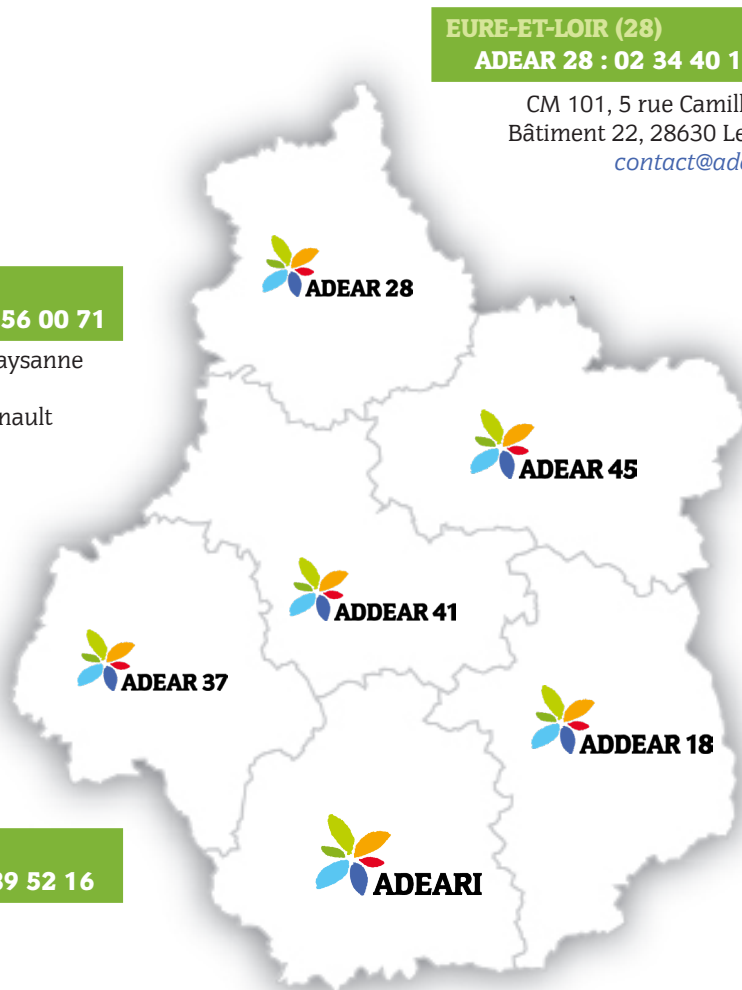 EURE-ET-LOIR (28)
ADEAR 28 : 02 34 40 1
CM 101, 5 rue Camill
Bâtiment 22, 28630 Le
contact@ade
ADEAR 28
56 00 71
aysanne
nault
ADEAR 45
ADDEAR 41
ADEAR 37
ADDEAR 18
39 52 16
ADEARI